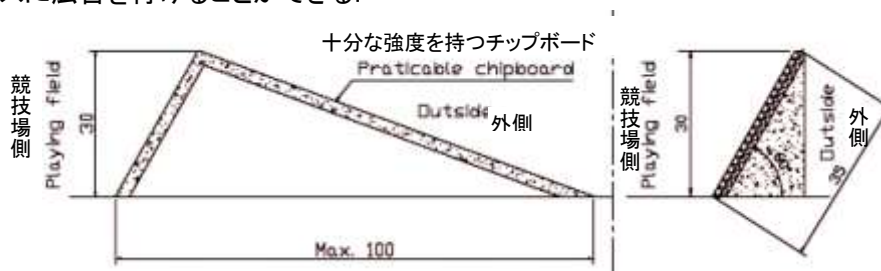 十分な強度を持つチップボード
Praticable chipboard
競技場側
Playing field
30
Outside
外側
Max. 100
競技場側
Playing field
30
Outside
外側
35